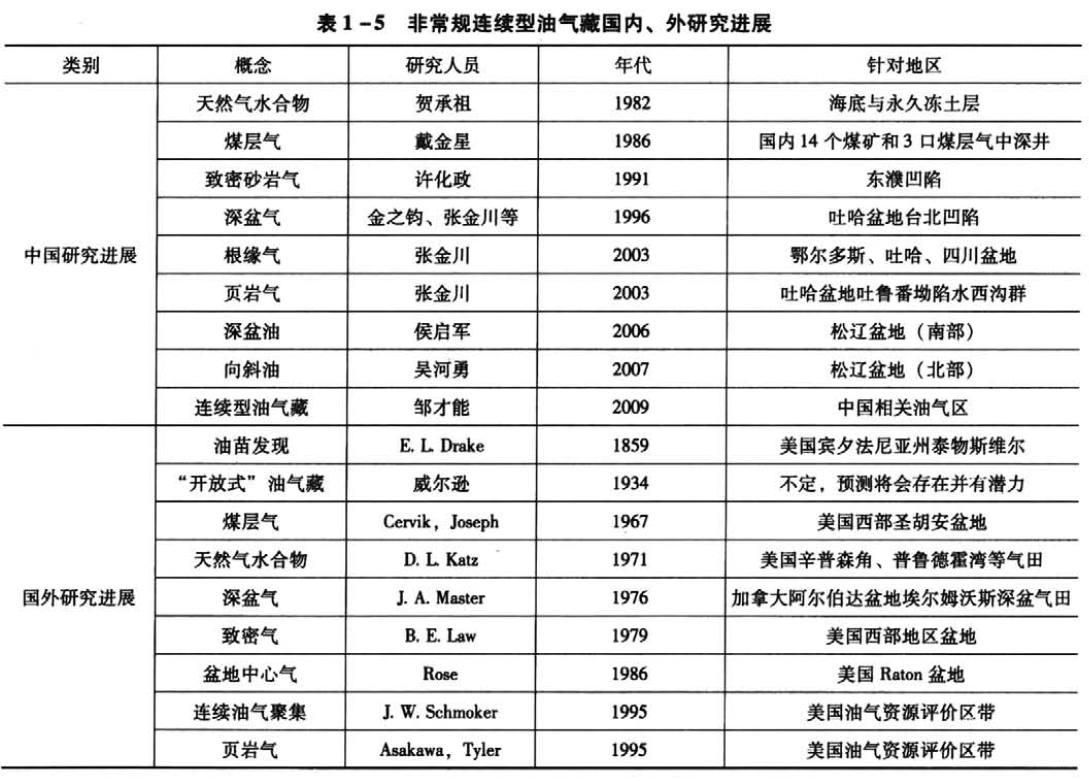 表1-5 非常规连续型油气藏国内、外研究进展
类别 概念 研究人员 年代 针对地区
天然气水合物 贺承祖 1982 海底与永久冻土层
煤层气 戴金星 1986 国内14个煤矿和3口煤层气中深井
致密砂岩气 许化政 1991 东濮凹陷
深盆气 金之钧、张金川等 1996 吐哈盆地台北凹陷
中国研究进展 根缘气 张金川 2003 鄂尔多斯、吐哈、四川盆地
页岩气 张金川 2003 吐哈盆地吐鲁番坳陷水西沟群
深盆油 侯启军 2006 松辽盆地（南部）
向斜油 吴河勇 2007 松辽盆地（北部）
连续型油气藏 邹才能 2009 中国相关油气区
油苗发现 E. L. Drake 1859 美国宾夕法尼亚州泰物斯维尔
“开放式”油气藏 威尔逊 1934 不定，预测将会存在并有潜力
煤层气 Cervik，Joseph 1967 美国西部圣胡安盆地
天然气水合物 D. L. Katz 1971 美国辛普森角、普鲁德霍湾等气田
国外研究进展 深盆气 J. A. Master 1976 加拿大阿尔伯达盆地埃尔姆沃斯深盆气田
致密气 B. E. Law 1979 美国西部地区盆地
盆地中心气 Rose 1986 美国 Raton 盆地
连续油气聚集 J. W. Schmoker 1995 美国油气资源评价区带
页岩气 Asakawa，Tyler 1995 美国油气资源评价区带